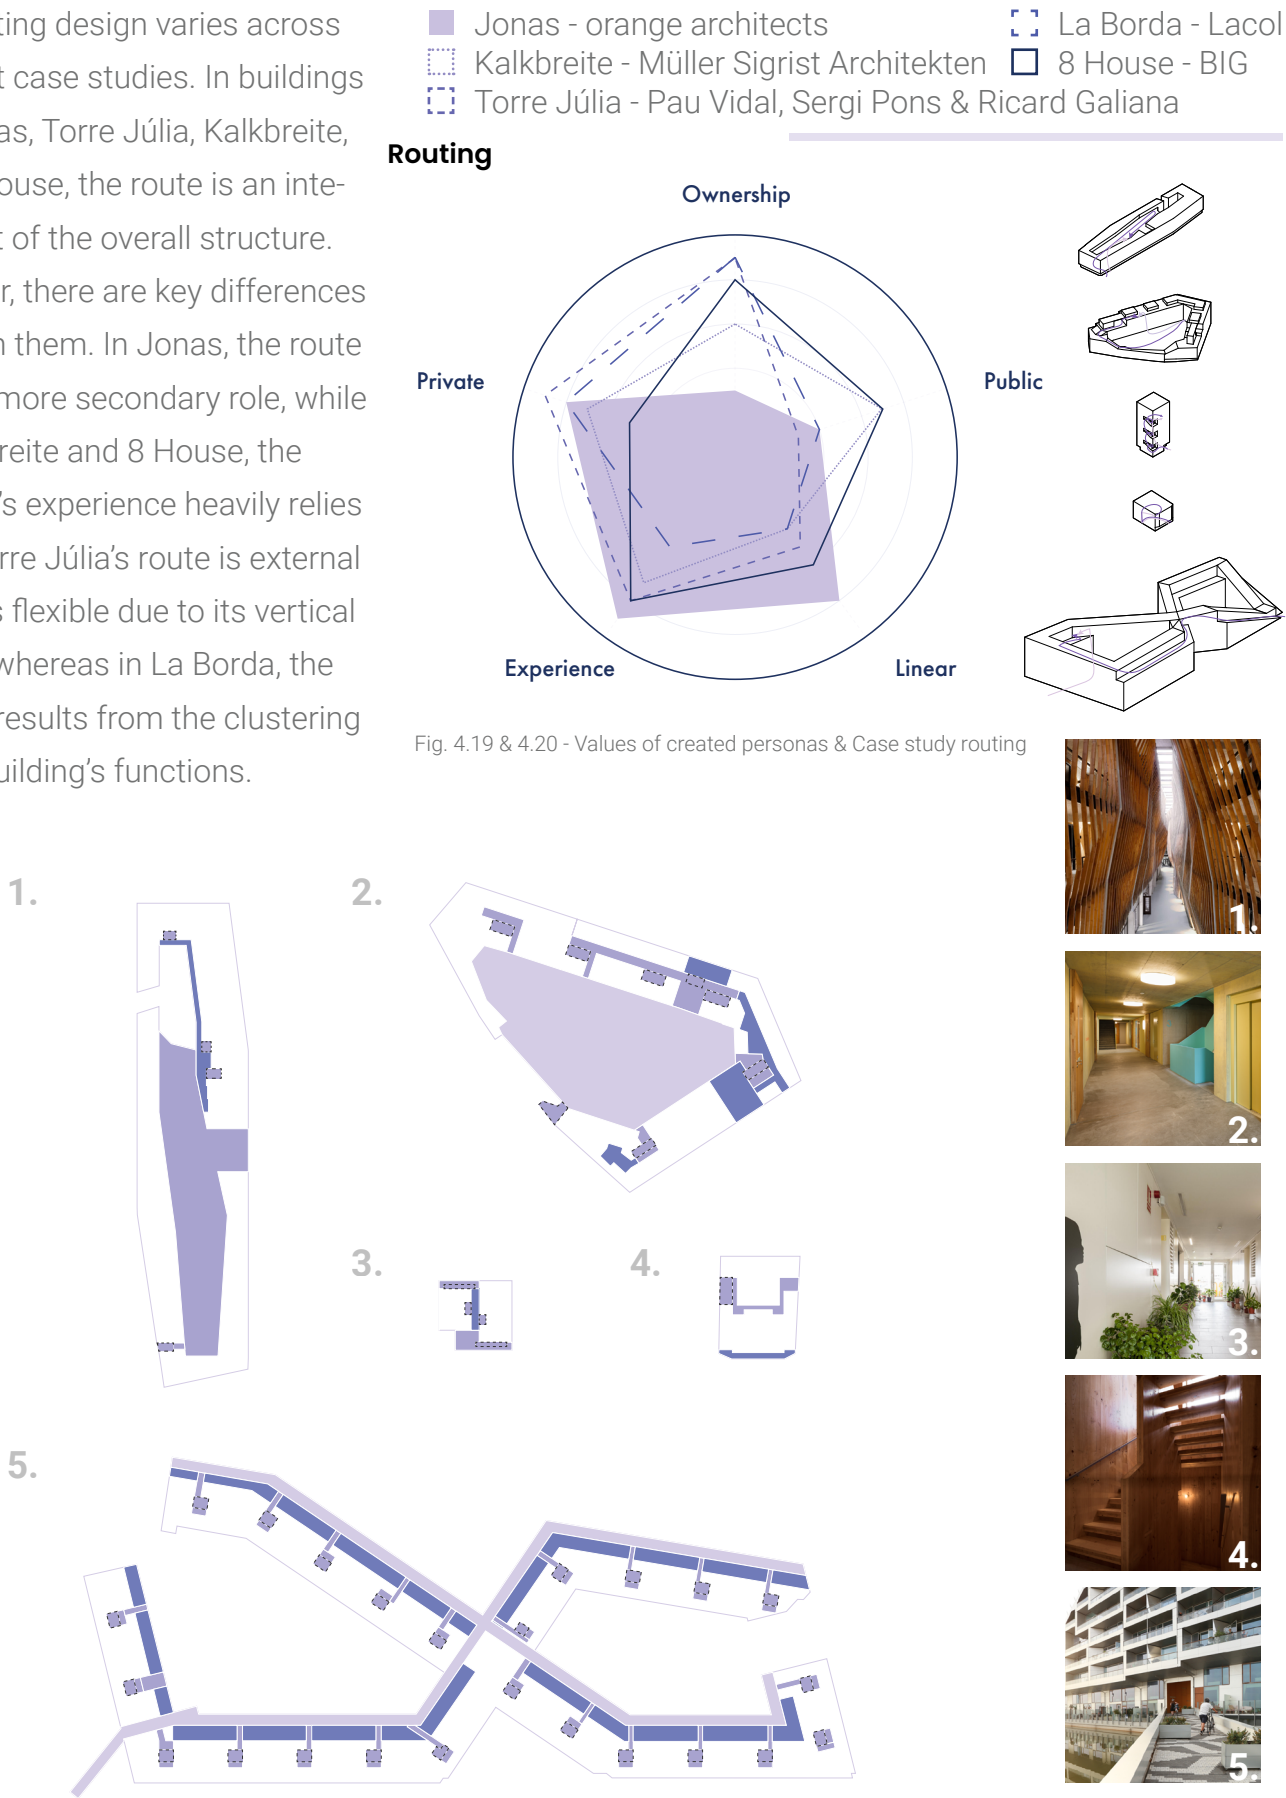 ting design varies across
t case studies. In buildings
as, Torre Júlia, Kalkbreite,
ouse, the route is an inte-
t of the overall structure.
r, there are key differences
n them. In Jonas, the route
more secondary role, while
reite and 8 House, the
's experience heavily relies
rre Júlia's route is external
s flexible due to its vertical
whereas in La Borda, the
results from the clustering
uilding's functions.
Jonas - orange architects
La Borda - Lacol
Kalkbreite - Müller Sigrist Architekten
8 House - BIG
Torre Júlia - Pau Vidal, Sergi Pons & Ricard Galiana
Routing
Ownership
Private
Public
Experience
Linear
Fig. 4.19 & 4.20 - Values of created personas & Case study routing
1.
2.
3.
4.
5.
1.
2.
3.
4.
5.